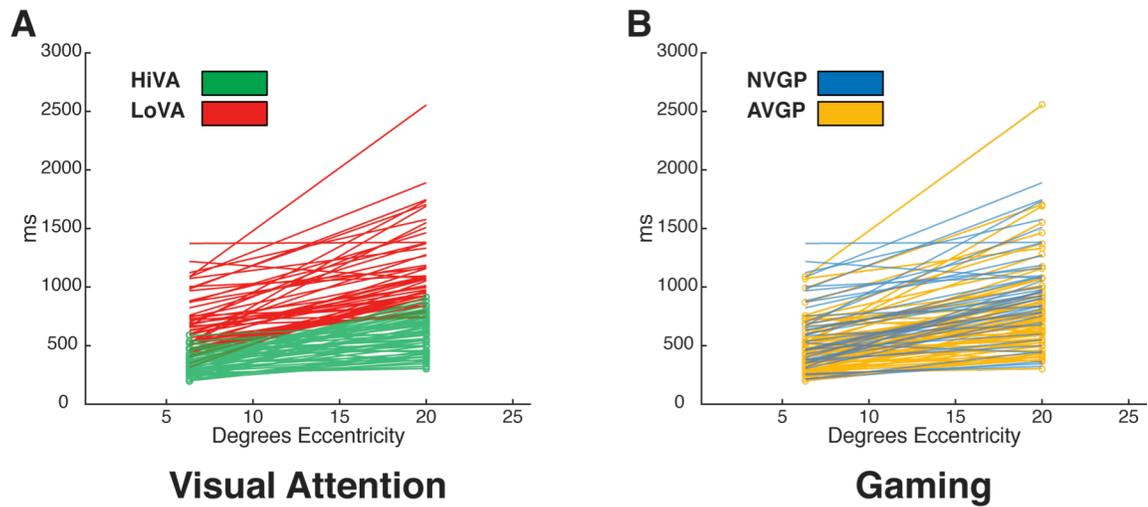 A
3000
2500
2000
1500
1000
500
0
ms
HiVA
LoVA
5 10 15 20 25
Degrees Eccentricity
Visual Attention
B
3000
2500
2000
1500
1000
500
0
ms
NVGP
AVGP
5 10 15 20 25
Degrees Eccentricity
Gaming